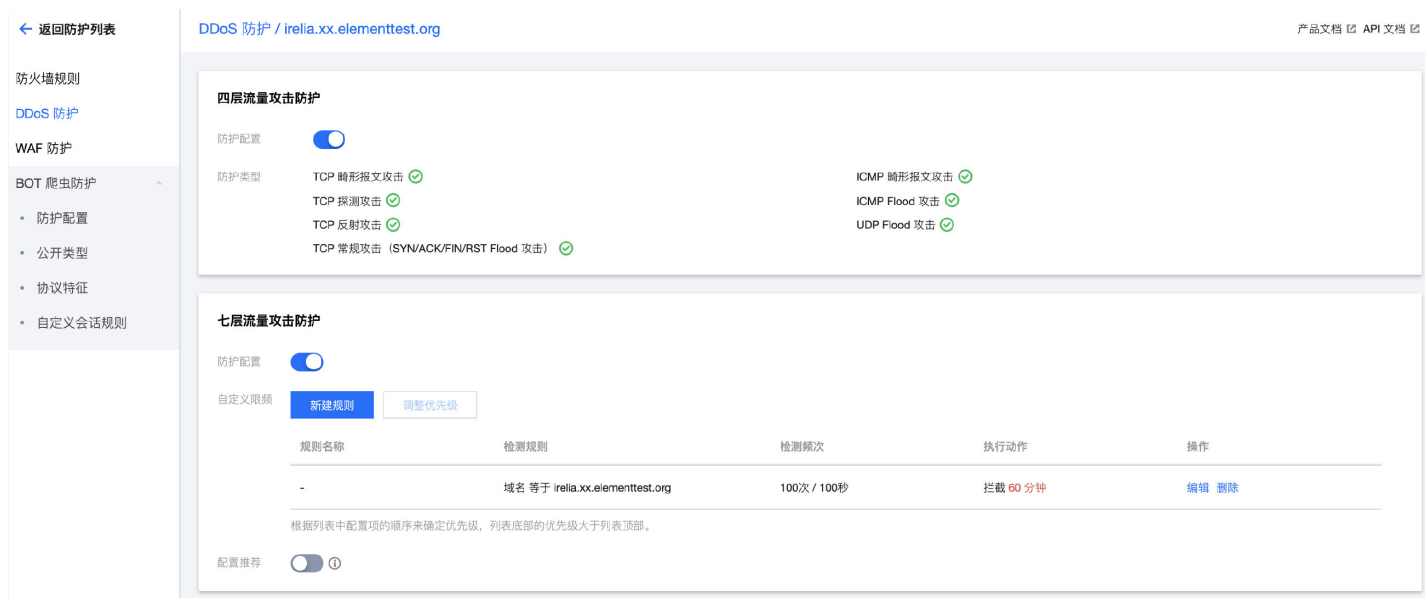 返回防护列表
DDoS 防护 / irelia.xx.elementtest.org
产品文档 API 文档
防火墙规则
DDoS 防护
WAF 防护
BOT 爬虫防护
防护配置
公开类型
协议特征
自定义会话规则
四层流量攻击防护
防护配置
防护类型
TCP 畸形报文攻击
ICMP 畸形报文攻击
TCP 探测攻击
ICMP Flood 攻击
TCP 反射攻击
UDP Flood 攻击
TCP 常规攻击（SYN/ACK/FIN/RST Flood 攻击）
七层流量攻击防护
防护配置
自定义限频 新建规则 调整优先级
规则名称 检测规则 检测频次 执行动作 操作
- 域名 等于 irelia.xx.elementtest.org 100次 / 100秒 拦截 60 分钟 编辑 删除
根据列表中配置项的顺序来确定优先级，列表底部的优先级大于列表顶部。
配置推荐